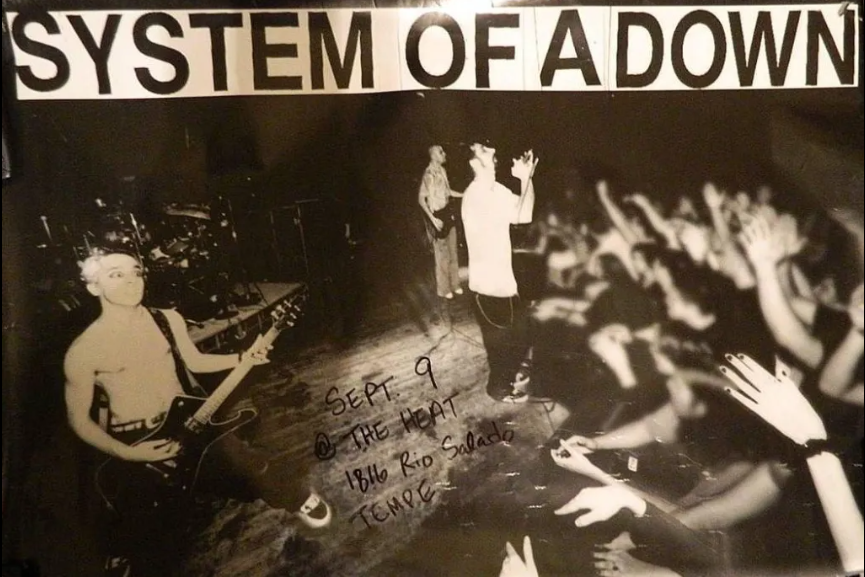 SYSTEM OF A DOWN
SEPT. 9
@ THE HEAT
1816 Rio Salado
TEMPE